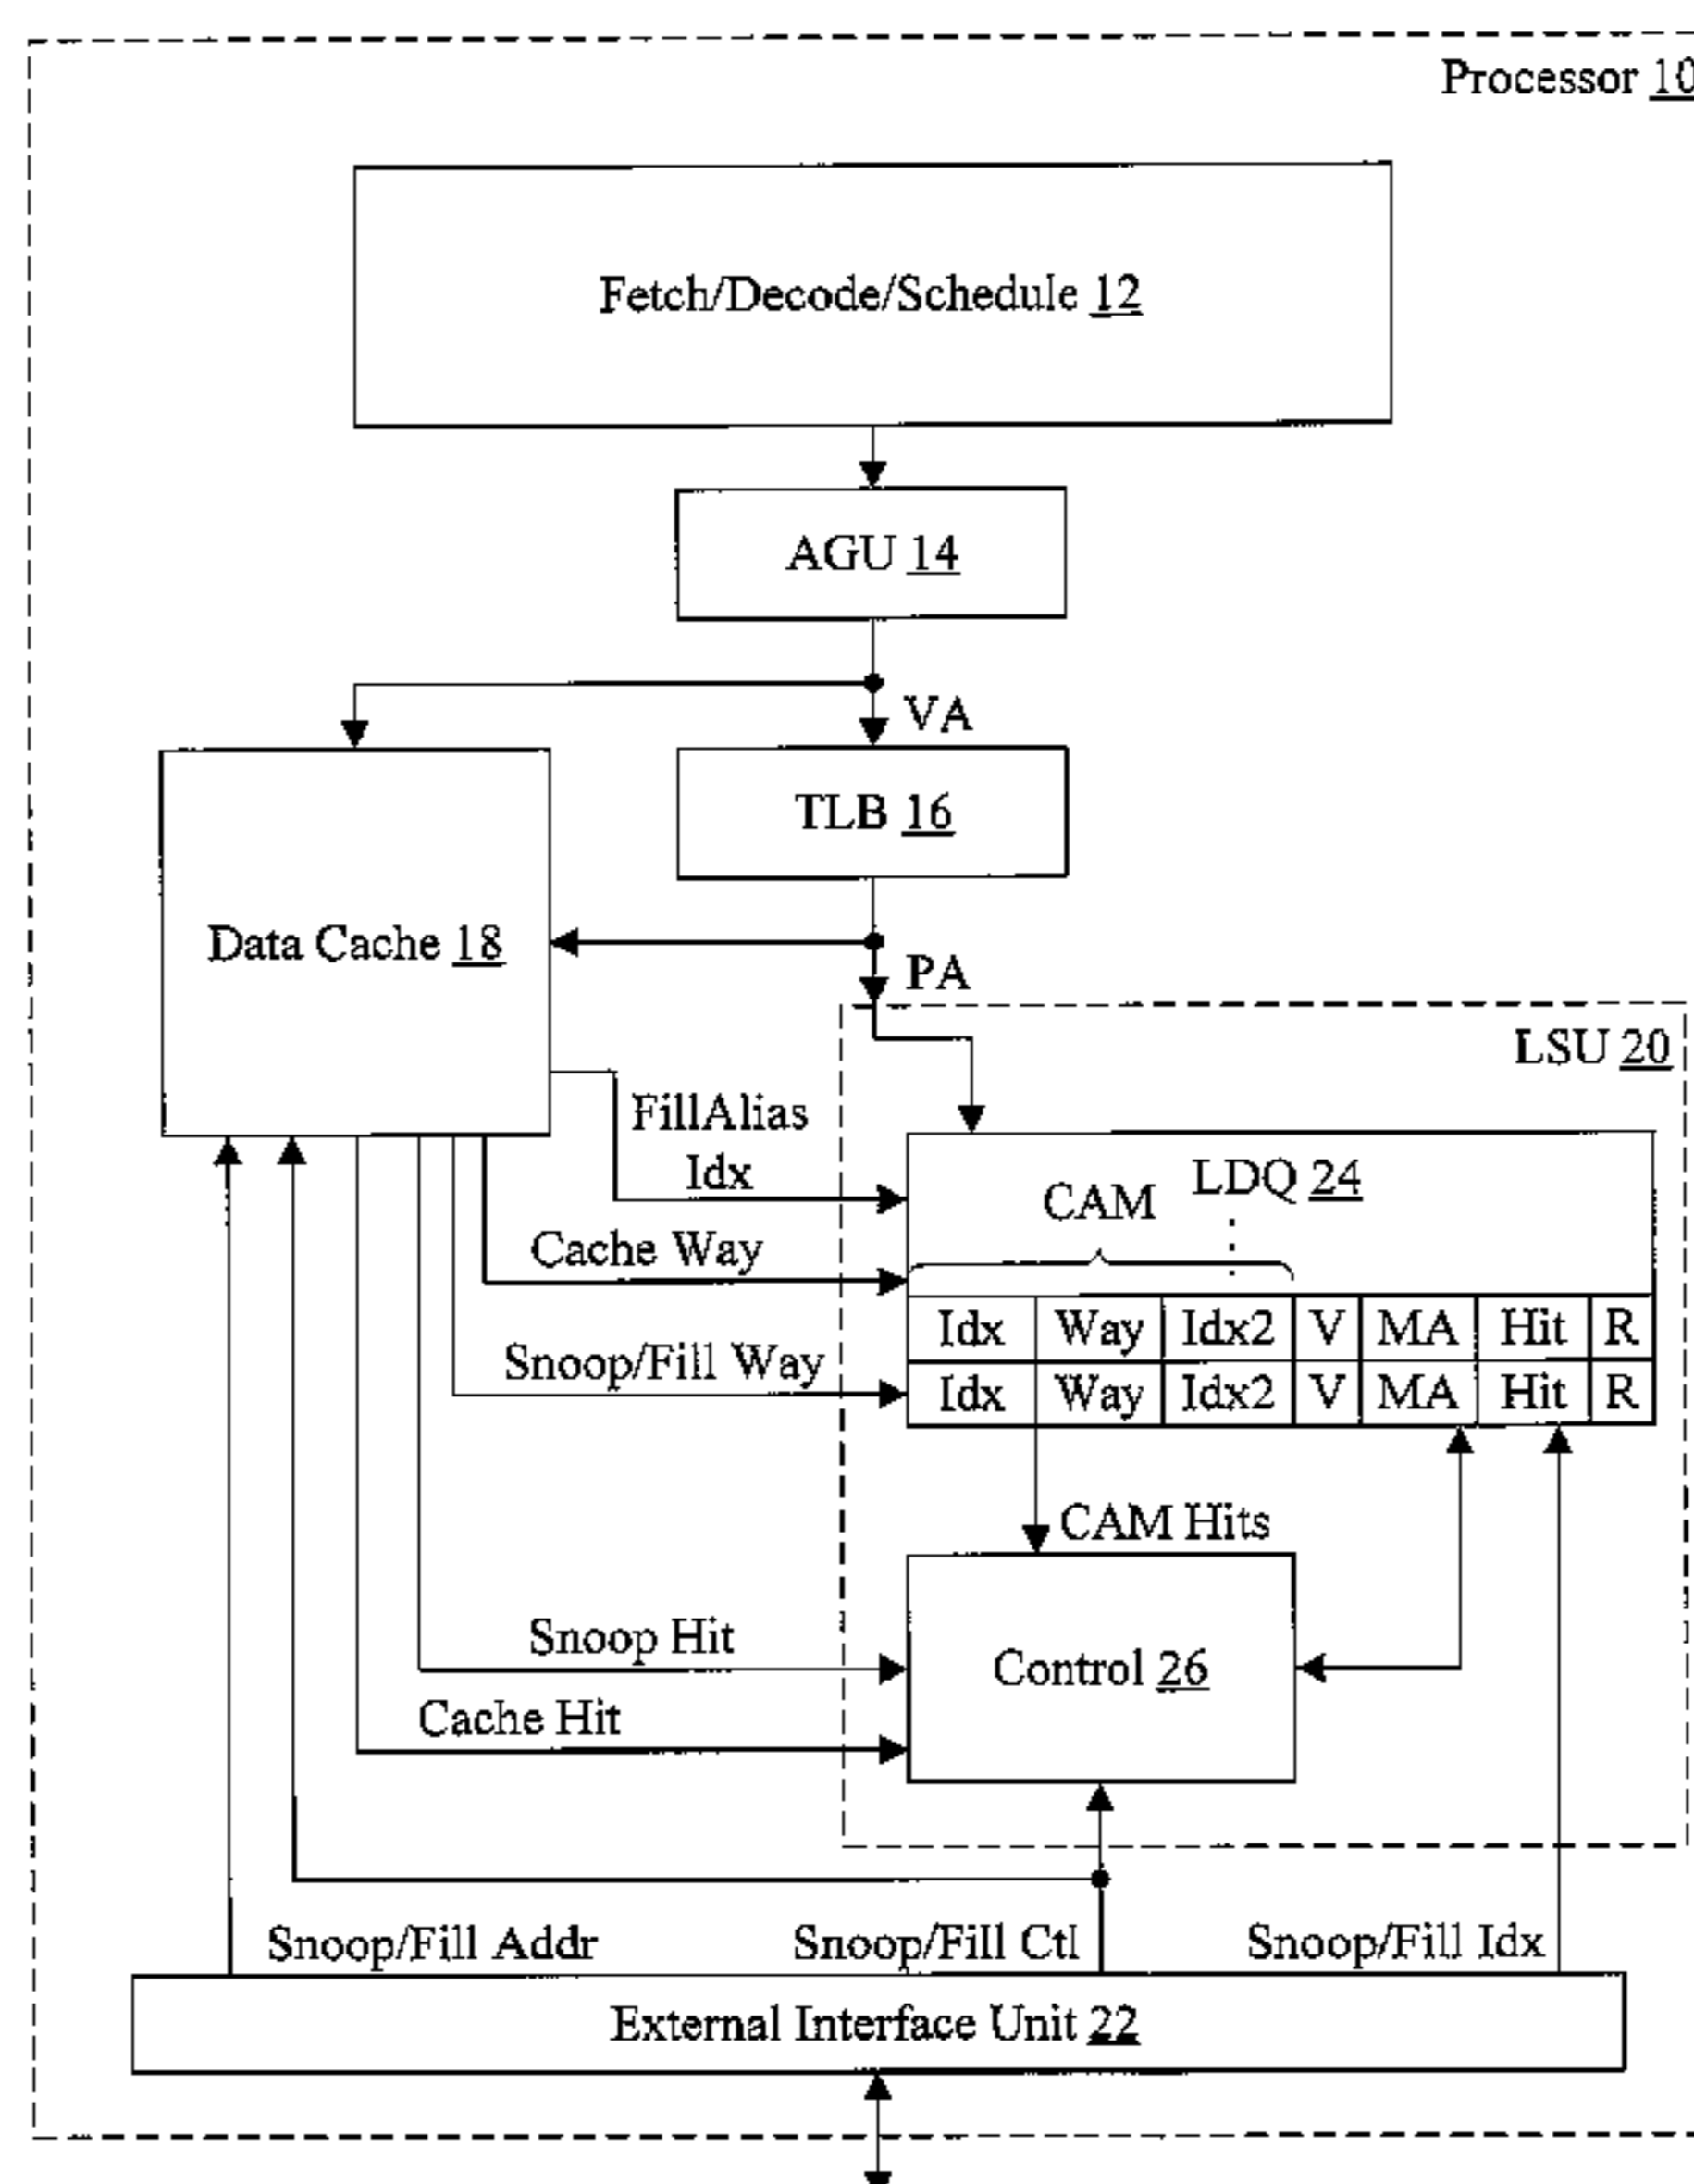 Processor 10
Fetch/Decode/Schedule 12
AGU 14
VA
TLB 16
Data Cache 18
PA
LSU 20
FillAlias
Idx
LDQ 24
CAM
Cache Way
Idx Way Idx2 V MA Hit R
Snoop/Fill Way
Idx Way Idx2 V MA Hit R
CAM Hits
Snoop Hit
Control 26
Cache Hit
Snoop/Fill Addr
Snoop/Fill Ctl
Snoop/Fill Idx
External Interface Unit 22